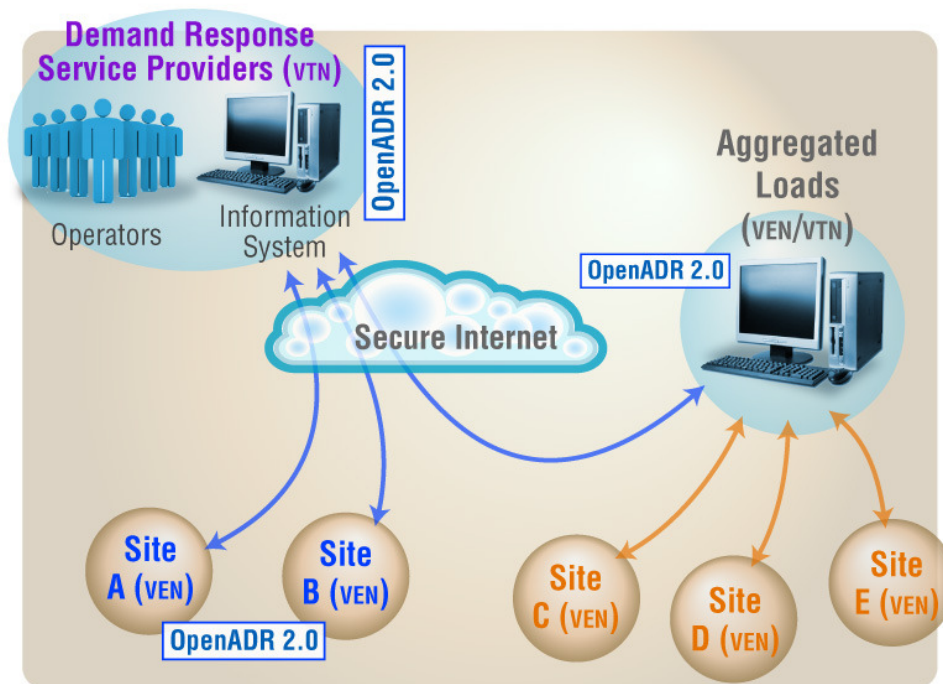 Demand Response
Service Providers (VTN)
OpenADR 2.0
Operators
Information
System
Aggregated
Loads
(VEN/VTN)
OpenADR 2.0
Secure Internet
Site
A (VEN)
Site
B (VEN)
OpenADR 2.0
Site
C (VEN)
Site
D (VEN)
Site
E (VEN)